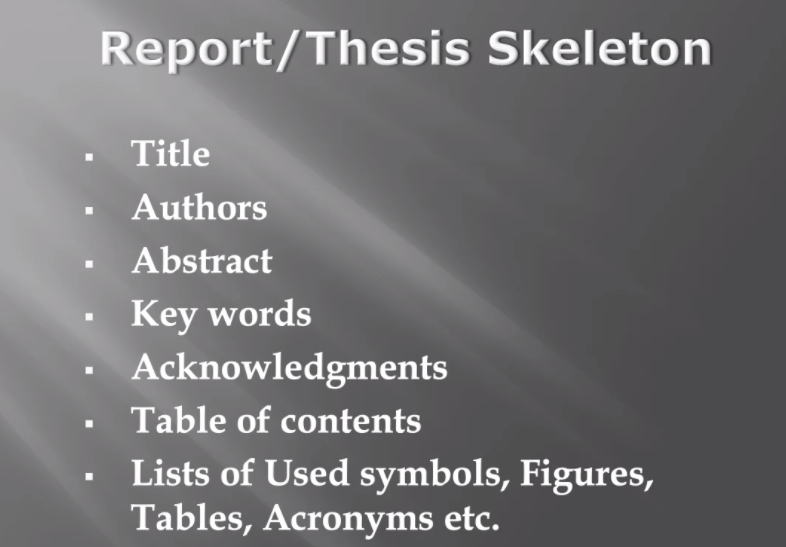 Report/Thesis Skeleton
▪ Title
▪ Authors
▪ Abstract
▪ Key words
▪ Acknowledgments
▪ Table of contents
▪ Lists of Used symbols, Figures,
Tables, Acronyms etc.